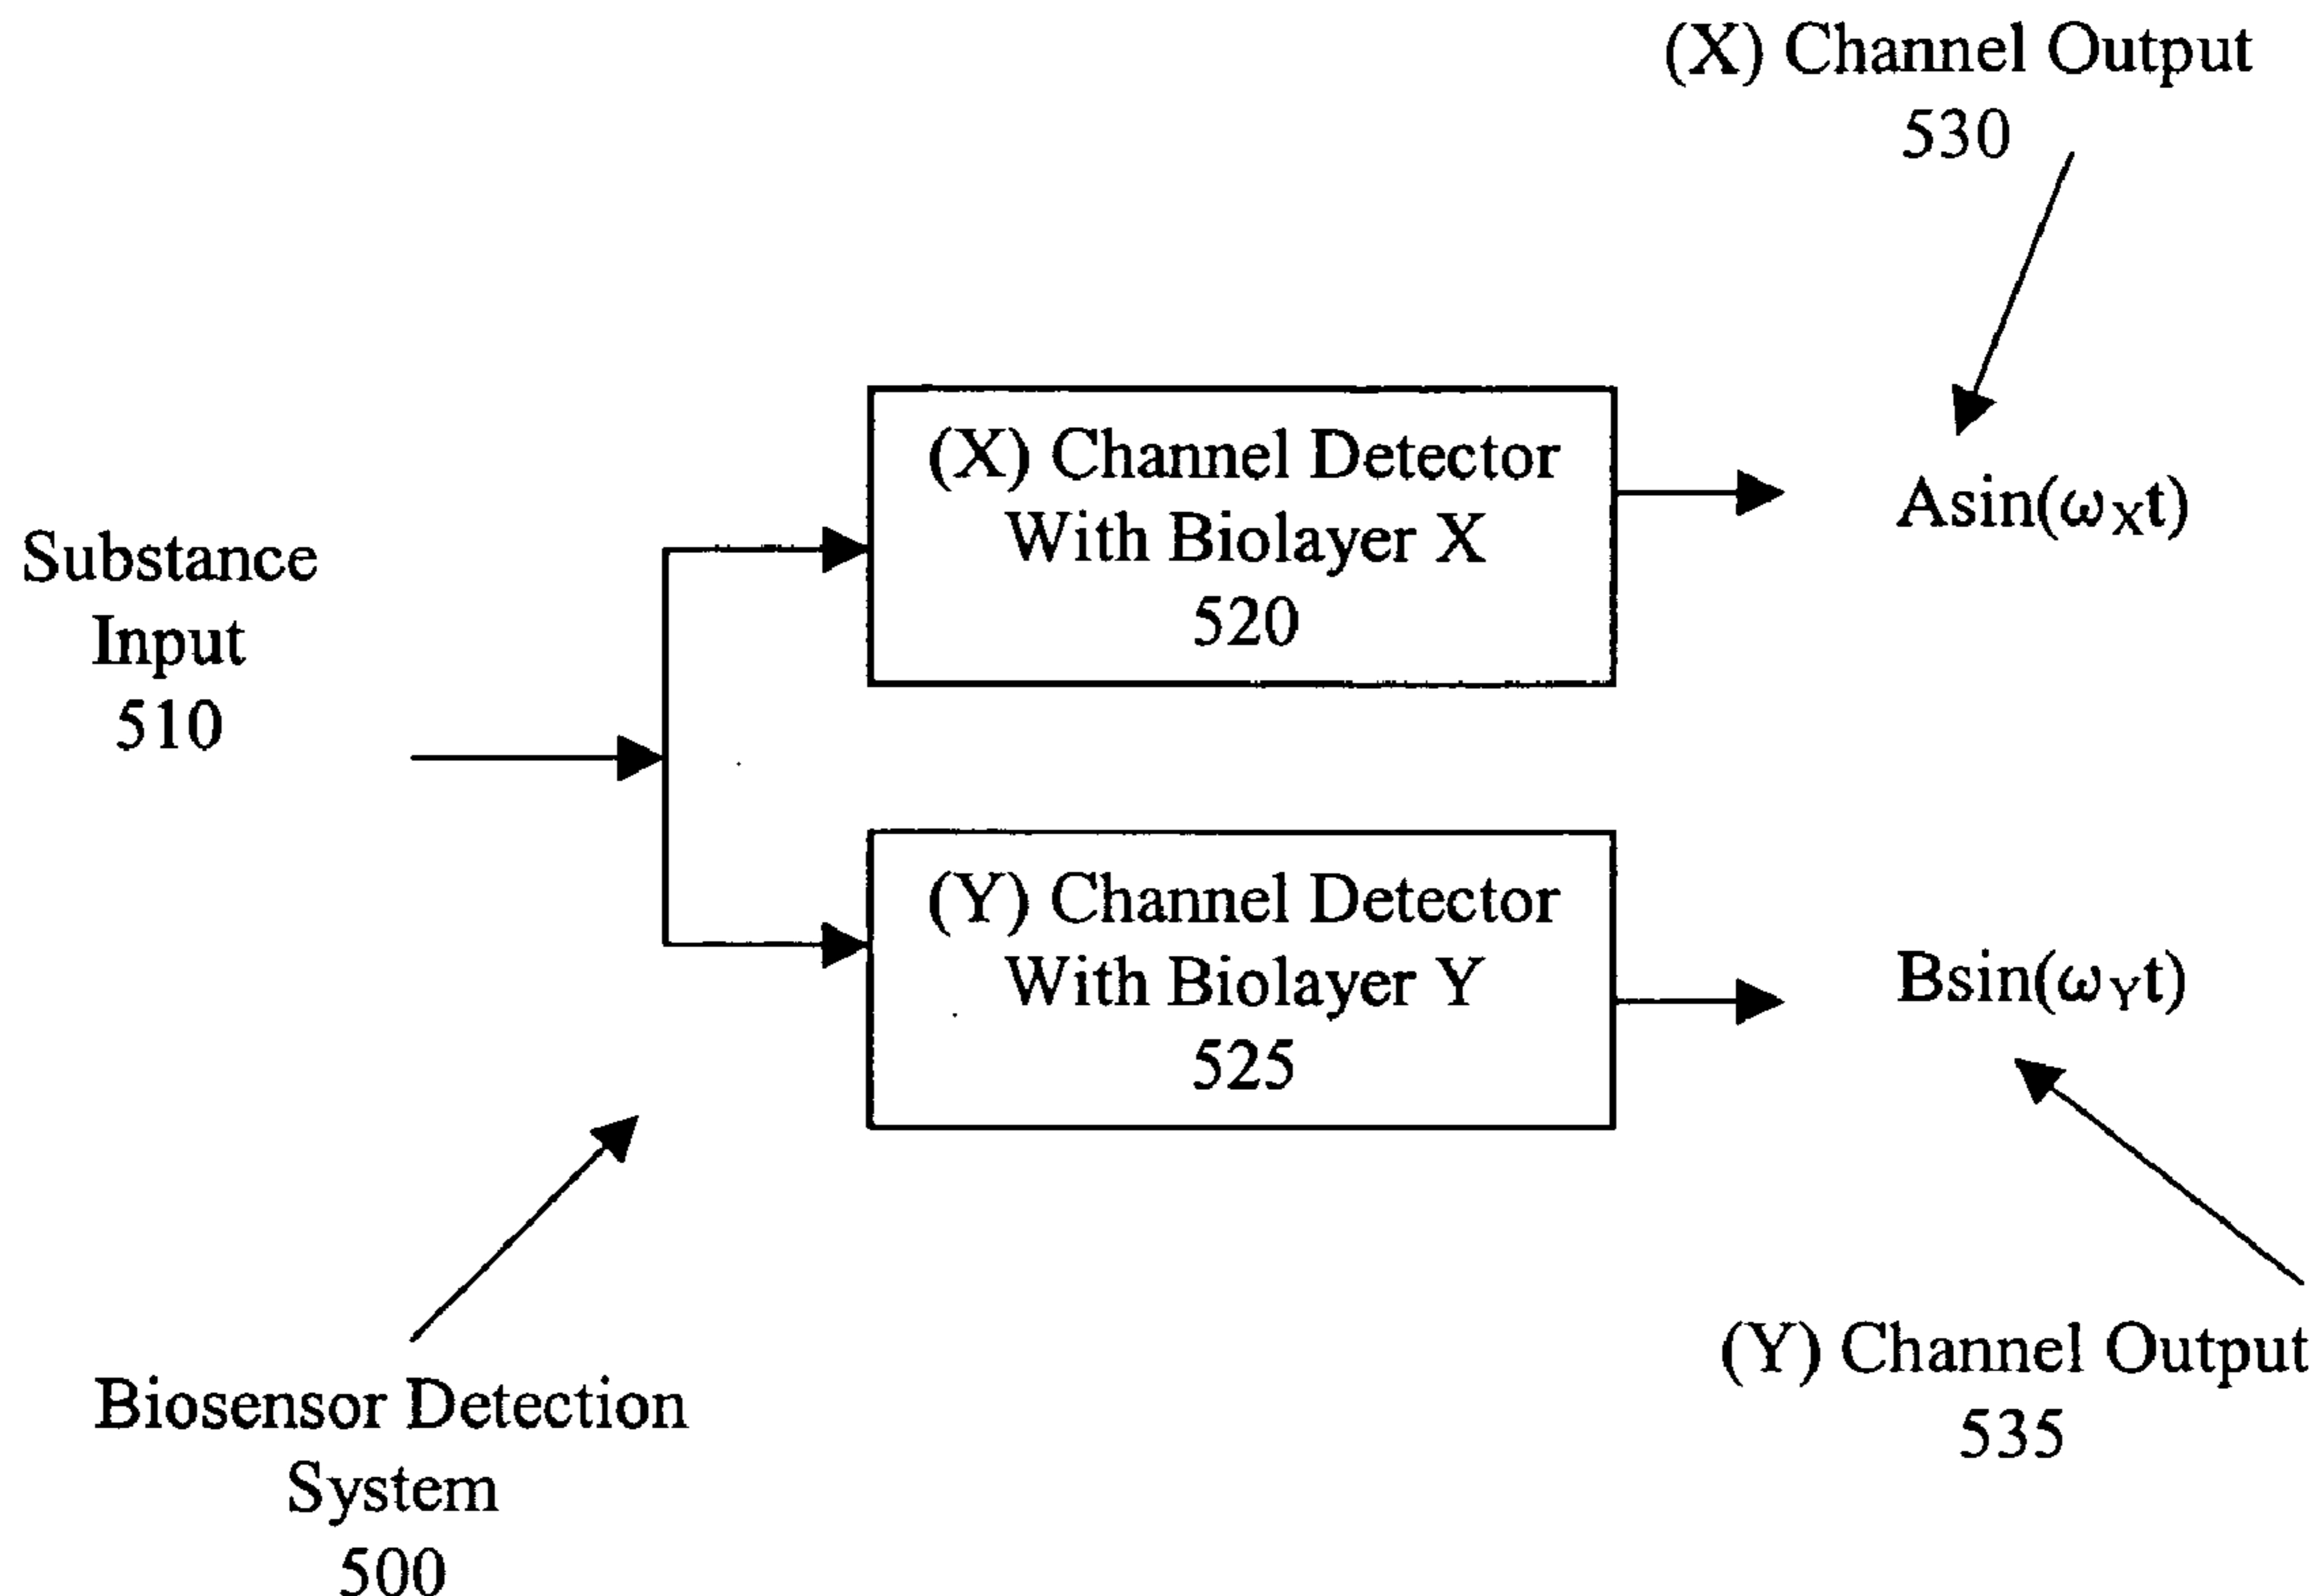 (X) Channel Output
530
(X) Channel Detector
With Biolayer X
520
Asin(ωXt)
Substance
Input
510
(Y) Channel Detector
With Biolayer Y
525
Bsin(ωYt)
(Y) Channel Output
535
Biosensor Detection
System
500